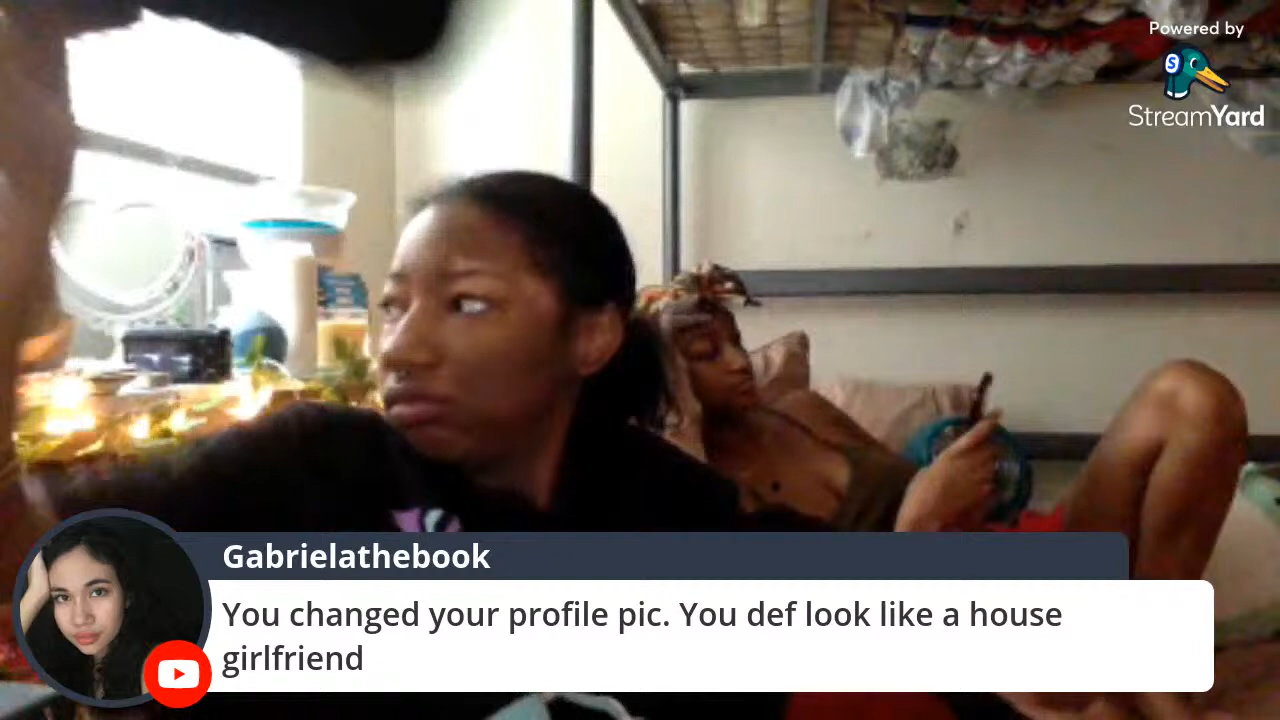 Powered by
StreamYard
Gabrielathebook
You changed your profile pic. You def look like a house
girlfriend